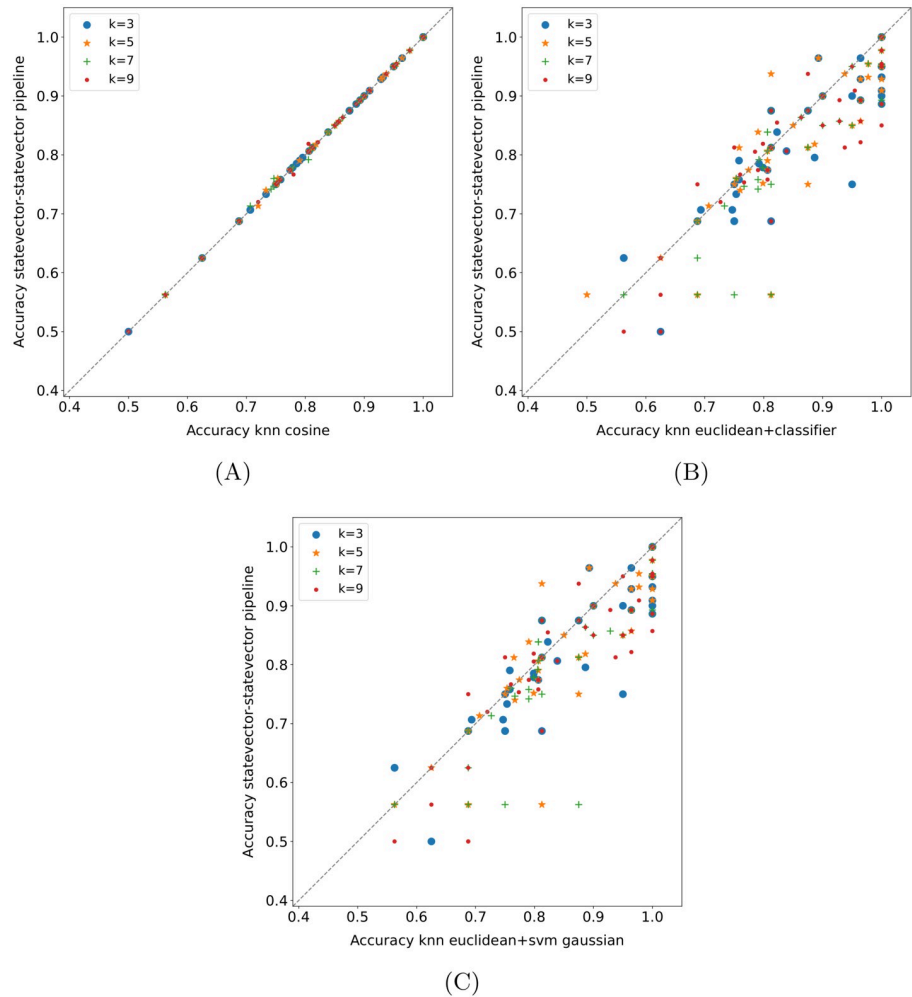 k=3
k=5
k=7
k=9
1.0
0.9
0.8
0.7
0.6
0.5
0.4
0.4 0.5 0.6 0.7 0.8 0.9 1.0
Accuracy statevector-statevector pipeline
Accuracy knn cosine
(A)
k=3
k=5
k=7
k=9
1.0
0.9
0.8
0.7
0.6
0.5
0.4
0.4 0.5 0.6 0.7 0.8 0.9 1.0
Accuracy statevector-statevector pipeline
Accuracy knn euclidean+classifier
(B)
k=3
k=5
k=7
k=9
1.0
0.9
0.8
0.7
0.6
0.5
0.4
0.4 0.5 0.6 0.7 0.8 0.9 1.0
Accuracy statevector-statevector pipeline
Accuracy knn euclidean+svm gaussian
(C)